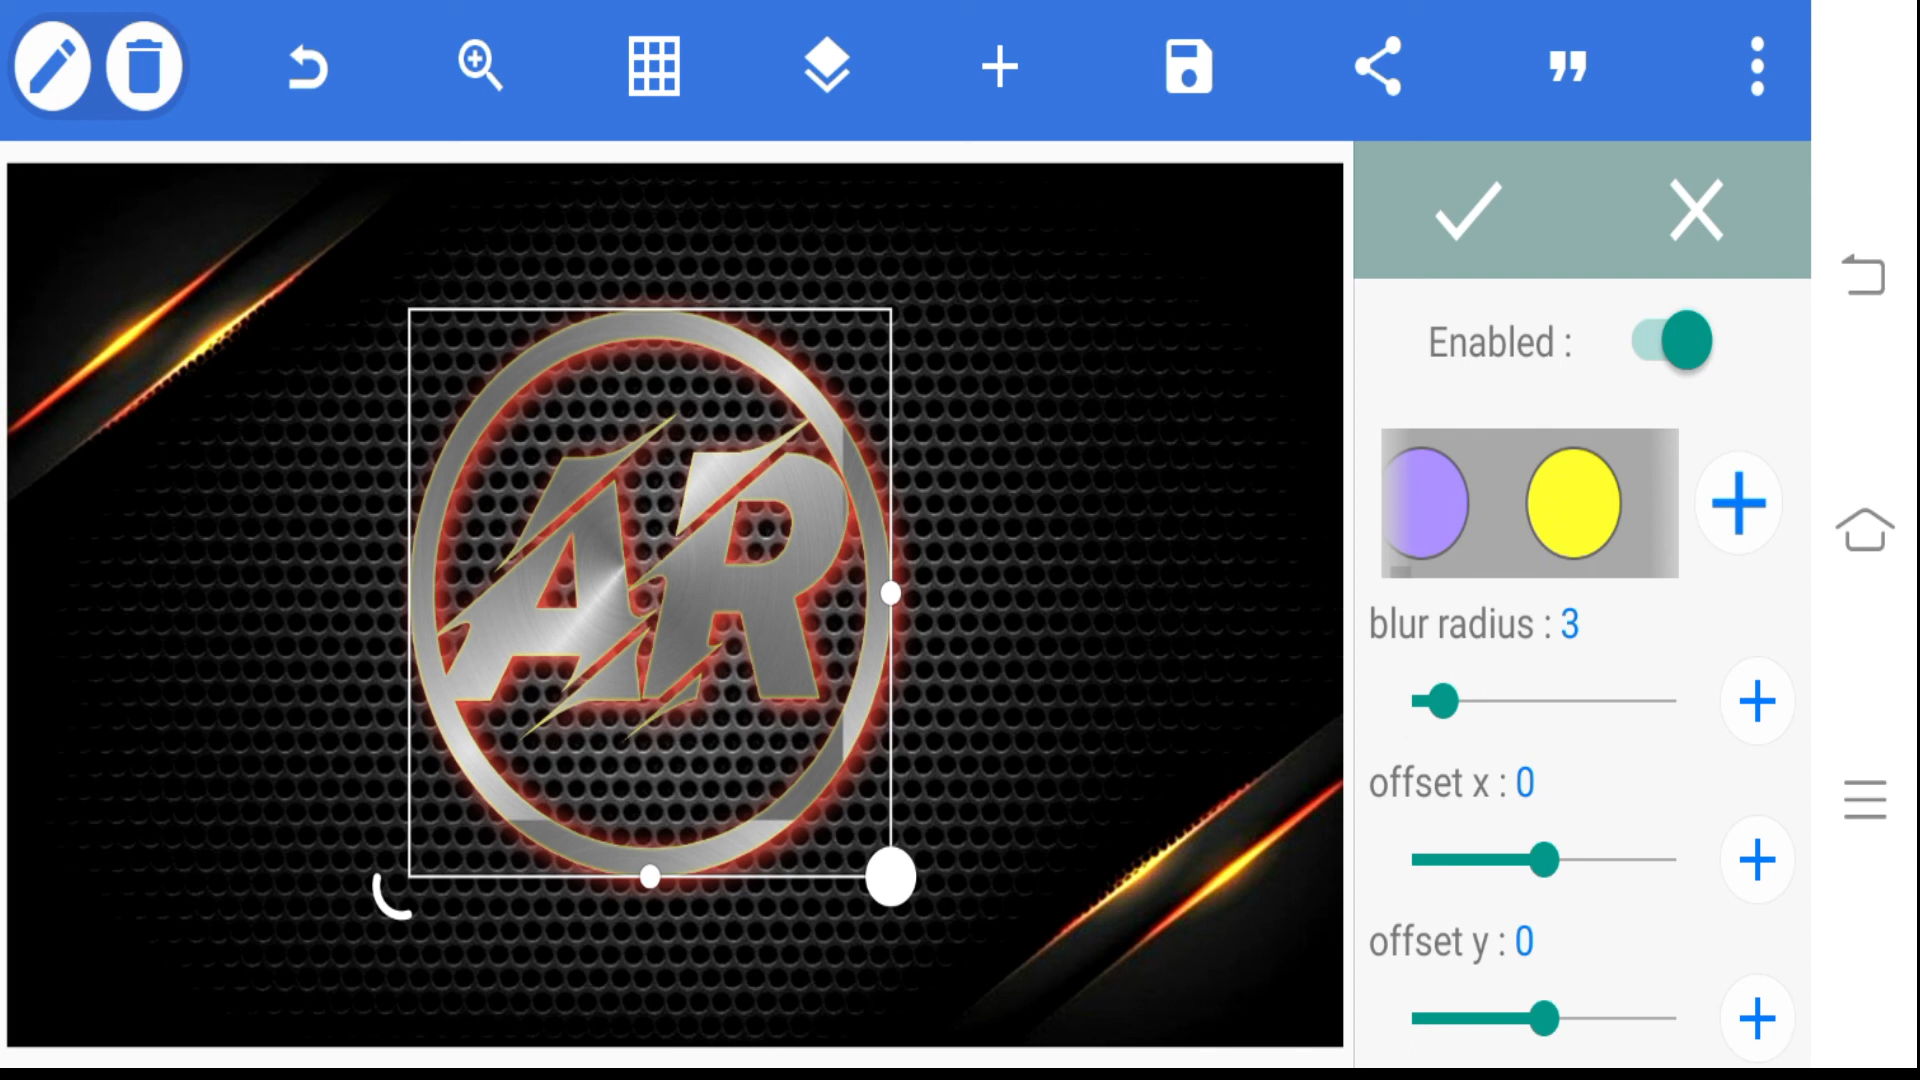 Enabled :
AR
blur radius : 3
offset x : 0
offset y : 0